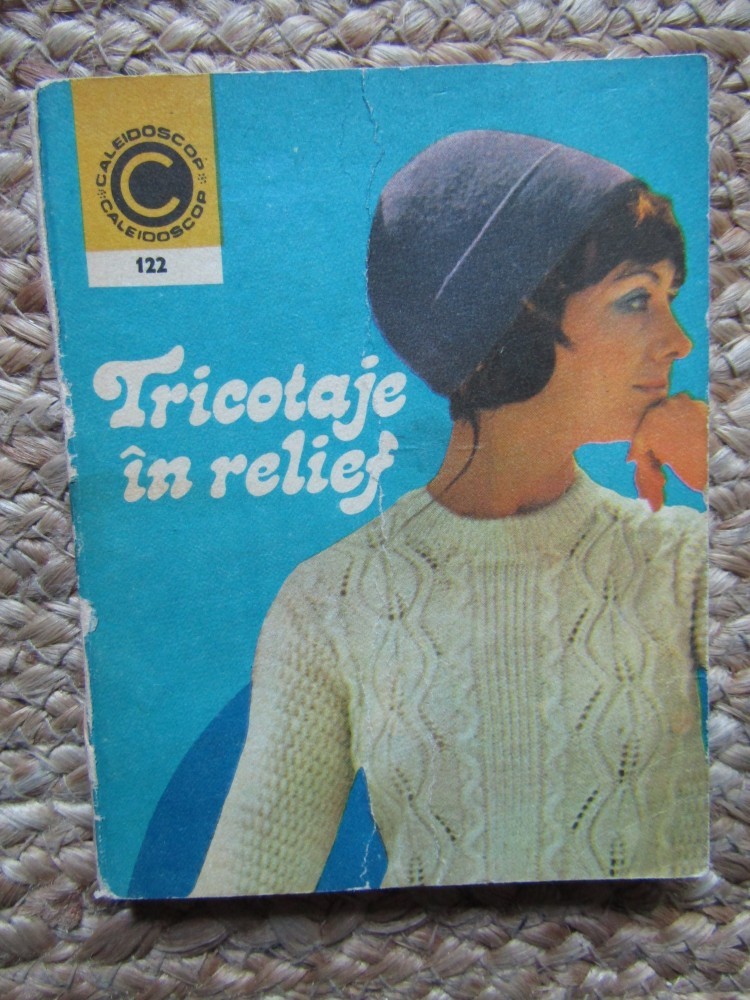 CALEIDOSCOP
C
CALEIDOSCOP
122
Tricotaje
în relief